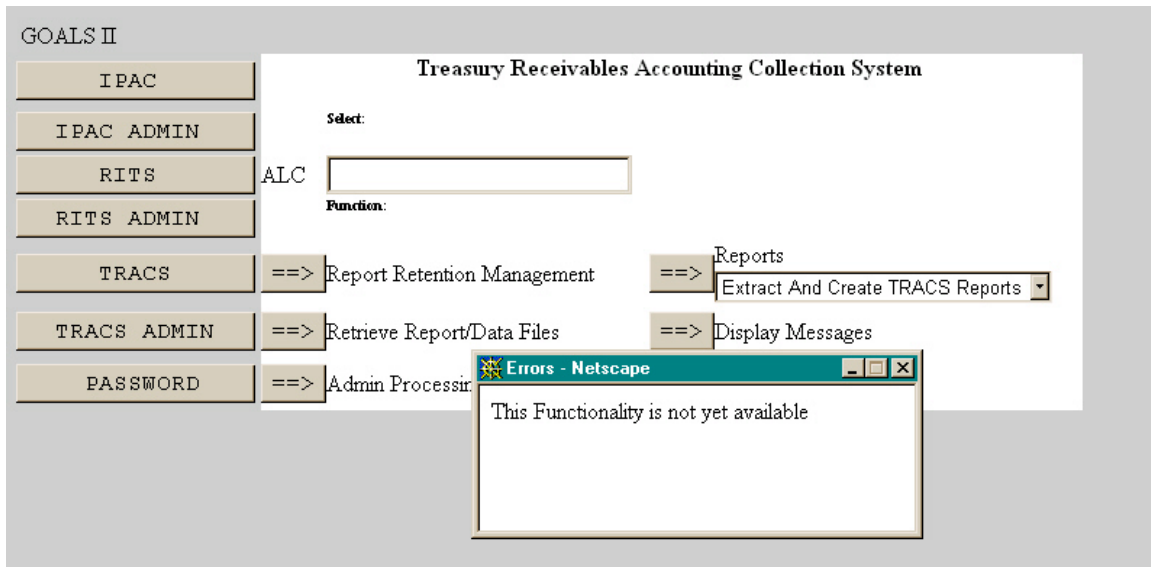 GOALS II
IPAC
Treasury Receivables Accounting Collection System
IPAC ADMIN
Select:
RITS
ALC
RITS ADMIN
Function:
TRACS
==> Report Retention Management
==> Reports
Extract And Create TRACS Reports
TRACS ADMIN
==> Retrieve Report/Data Files
==> Display Messages
PASSWORD
==> Admin Processin
Errors - Netscape
This Functionality is not yet available